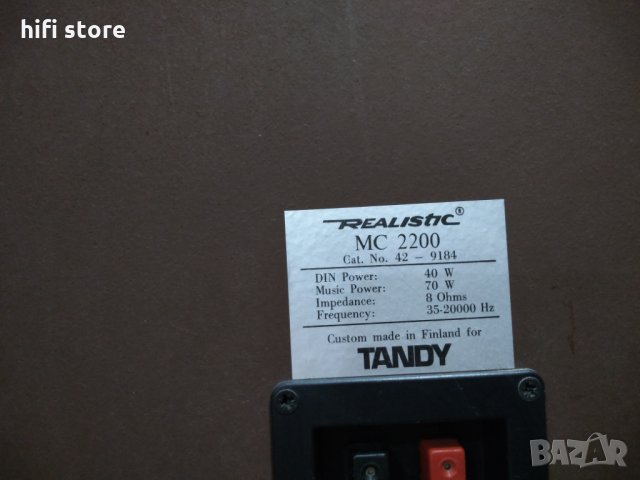 hifi store
REALISTIC®
MC 2200
Cat. No. 42 - 9184
DIN Power: 40 W
Music Power: 70 W
Impedance: 8 Ohms
Frequency: 35-20000 Hz
Custom made in Finland for
TANDY
BAZAR